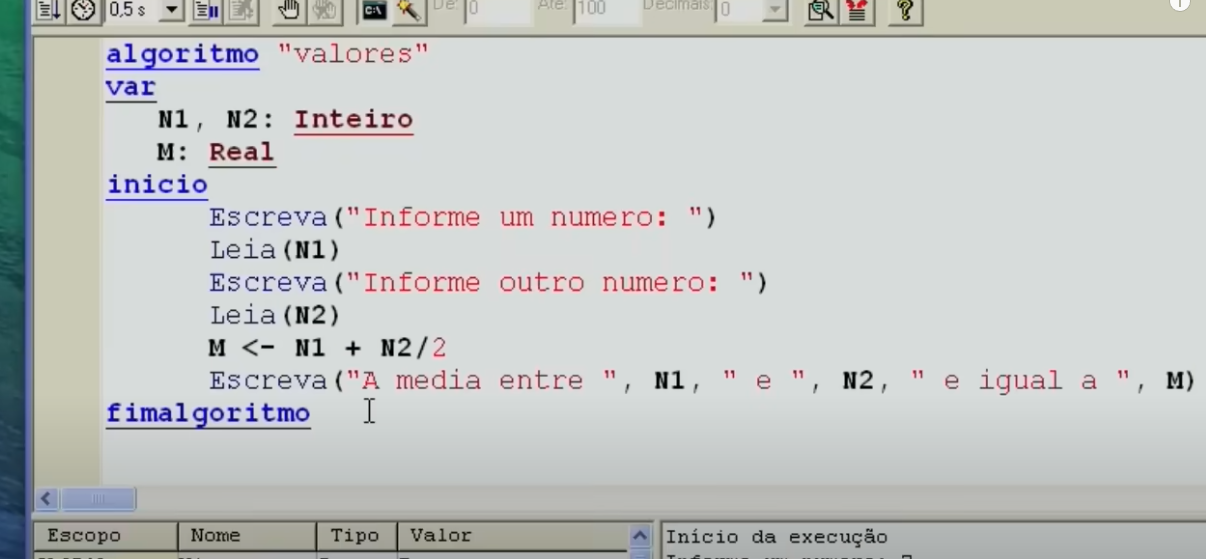 0,5 s De: 0 Até: 100 Decimais: 0
algoritmo "valores"
var
N1, N2: Inteiro
M: Real
inicio
Escreva("Informe um numero: ")
Leia(N1)
Escreva("Informe outro numero: ")
Leia(N2)
M <- N1 + N2/2
Escreva("A media entre ", N1, " e ", N2, " e igual a ", M)
fimalgoritmo
Escopo Nome Tipo Valor
Início da execução